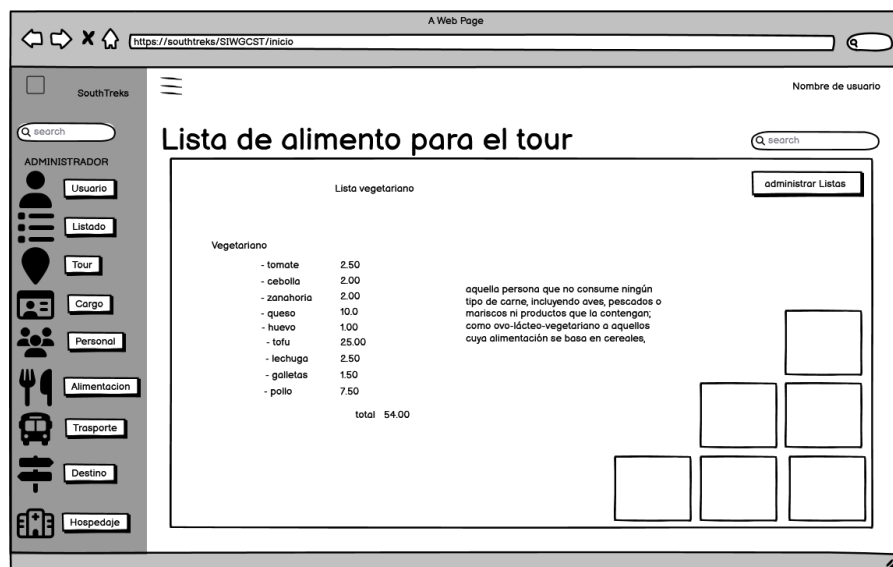 A Web Page
https://southtreks/SIWGCST/inicio
SouthTreks
Nombre de usuario
search
Lista de alimento para el tour
search
ADMINISTRADOR
Usuario
Listado
Tour
Cargo
Personal
Alimentacion
Trasporte
Destino
Hospedaje
administrar Listas
Lista vegetariano
Vegetariano
- tomate 2.50
- cebolla 2.00
- zanahoria 2.00
- queso 10.0
- huevo 1.00
- tofu 25.00
- lechuga 2.50
- galletas 1.50
- pollo 7.50
total 54.00
aquella persona que no consume ningún
tipo de carne, incluyendo aves, pescados o
mariscos ni productos que la contengan;
como ovo-lácteo-vegetariano a aquellos
cuya alimentación se basa en cereales,